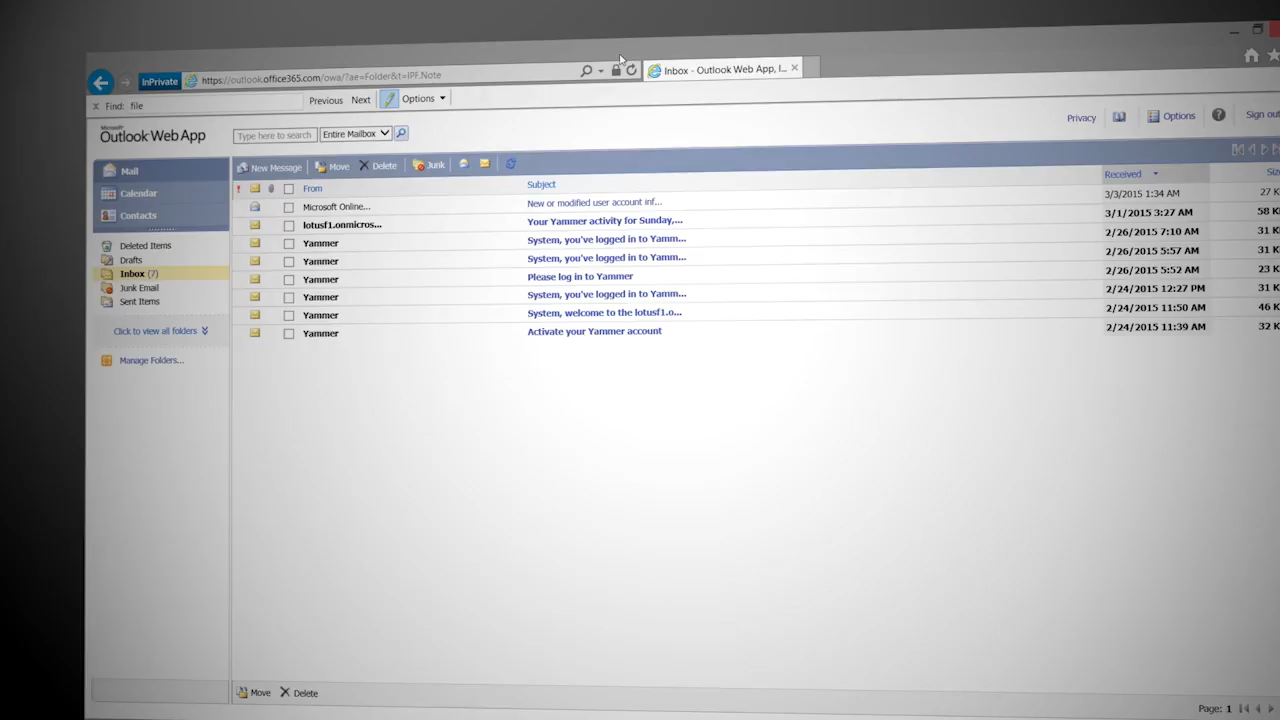 InPrivate https://outlook.office365.com/owa/?ae=Folder&t=IPF.Note Inbox - Outlook Web App, I...
x Find: file Previous Next Options
Microsoft
Outlook Web App Type here to search Entire Mailbox Privacy Options Sign out
Mail New Message Move Delete Junk
From Subject Received
Calendar Microsoft Online... New or modified user account inf... 3/3/2015 1:34 AM 27 K
Contacts lotusf1.onmicros... Your Yammer activity for Sunday,... 3/1/2015 3:27 AM 58 K
Deleted Items Yammer System, you've logged in to Yamm... 2/26/2015 7:10 AM 31 K
Drafts Yammer System, you've logged in to Yamm... 2/26/2015 5:57 AM 31 K
Inbox (7) Yammer Please log in to Yammer 2/26/2015 5:52 AM 23 K
Junk Email Yammer System, you've logged in to Yamm... 2/24/2015 12:27 PM 31 K
Sent Items Yammer System, welcome to the lotusf1.o... 2/24/2015 11:50 AM 46 K
Yammer Activate your Yammer account 2/24/2015 11:39 AM 32 K
Click to view all folders
Manage Folders...
Move Delete
Page: 1